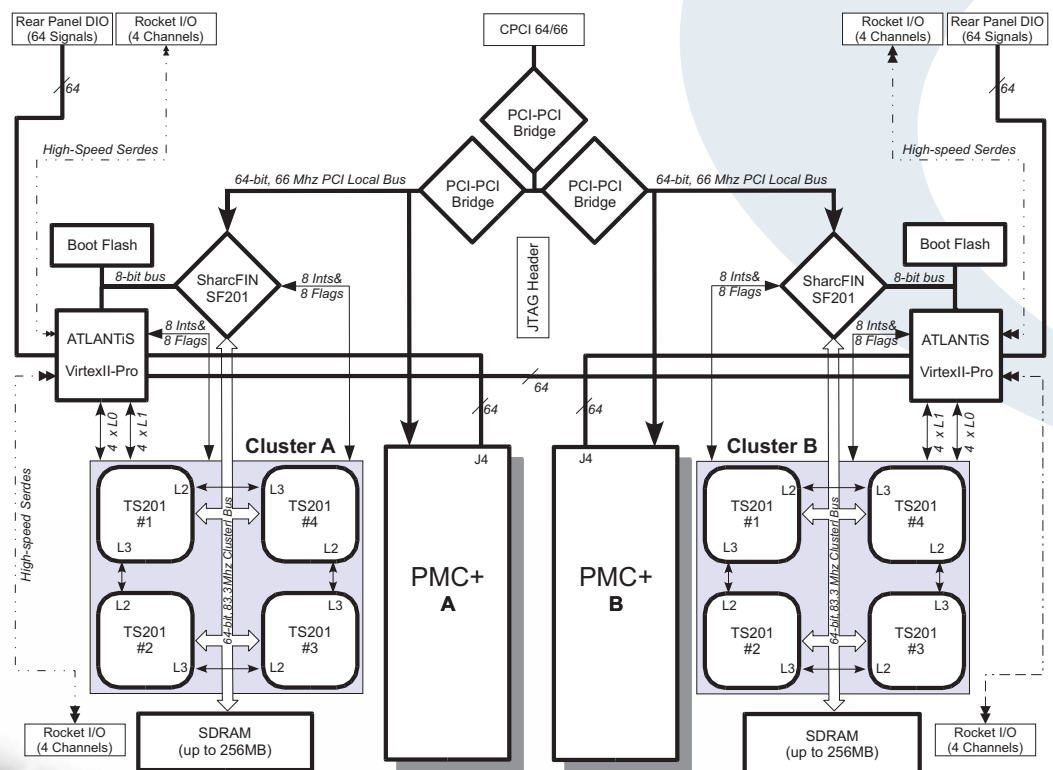 Rear Panel DIO
(64 Signals)
Rocket I/O
(4 Channels)
CPCI 64/66
Rocket I/O
(4 Channels)
Rear Panel DIO
(64 Signals)
64
64
PCI-PCI
Bridge
High-Speed Serdes
High-Speed Serdes
64-bit, 66 Mhz PCI Local Bus
PCI-PCI
Bridge
PCI-PCI
Bridge
64-bit, 66 Mhz PCI Local Bus
Boot Flash
Boot Flash
8-bit bus
SharcFIN
SF201
8 Ints&
8 Flags
JTAG Header
8 Ints&
8 Flags
SharcFIN
SF201
8-bit bus
ATLANTiS
VirtexII-Pro
8 Ints&
8 Flags
8 Ints&
8 Flags
ATLANTiS
VirtexII-Pro
64
64
64
4 x L0
4 x L1
4 x L1
4 x L0
Cluster A
Cluster B
J4
J4
TS201
#1
L2
L3
L3
TS201
#4
L2
TS201
#2
L2
L3
TS201
#3
L3
L2
64-bit, 83.3 Mhz Cluster Bus
High-speed Serdes
PMC+
A
PMC+
B
TS201
#1
L2
L3
L3
TS201
#4
L2
TS201
#2
L2
L3
TS201
#3
L3
L2
64-bit, 83.3 Mhz Cluster Bus
High-speed Serdes
Rocket I/O
(4 Channels)
SDRAM
(up to 256MB)
SDRAM
(up to 256MB)
Rocket I/O
(4 Channels)